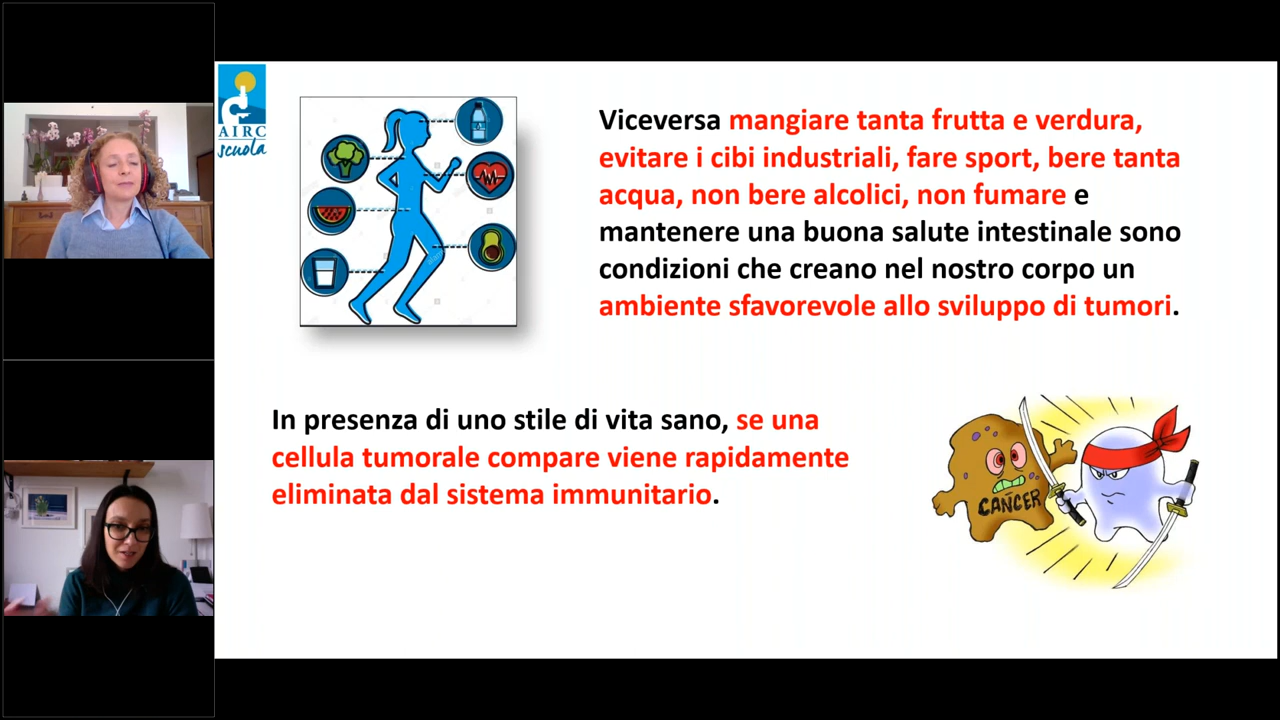 AIRC
scuola
Viceversa mangiare tanta frutta e verdura,
evitare i cibi industriali, fare sport, bere tanta
acqua, non bere alcolici, non fumare e
mantenere una buona salute intestinale sono
condizioni che creano nel nostro corpo un
ambiente sfavorevole allo sviluppo di tumori.
In presenza di uno stile di vita sano, se una
cellula tumorale compare viene rapidamente
eliminata dal sistema immunitario.
CANCER